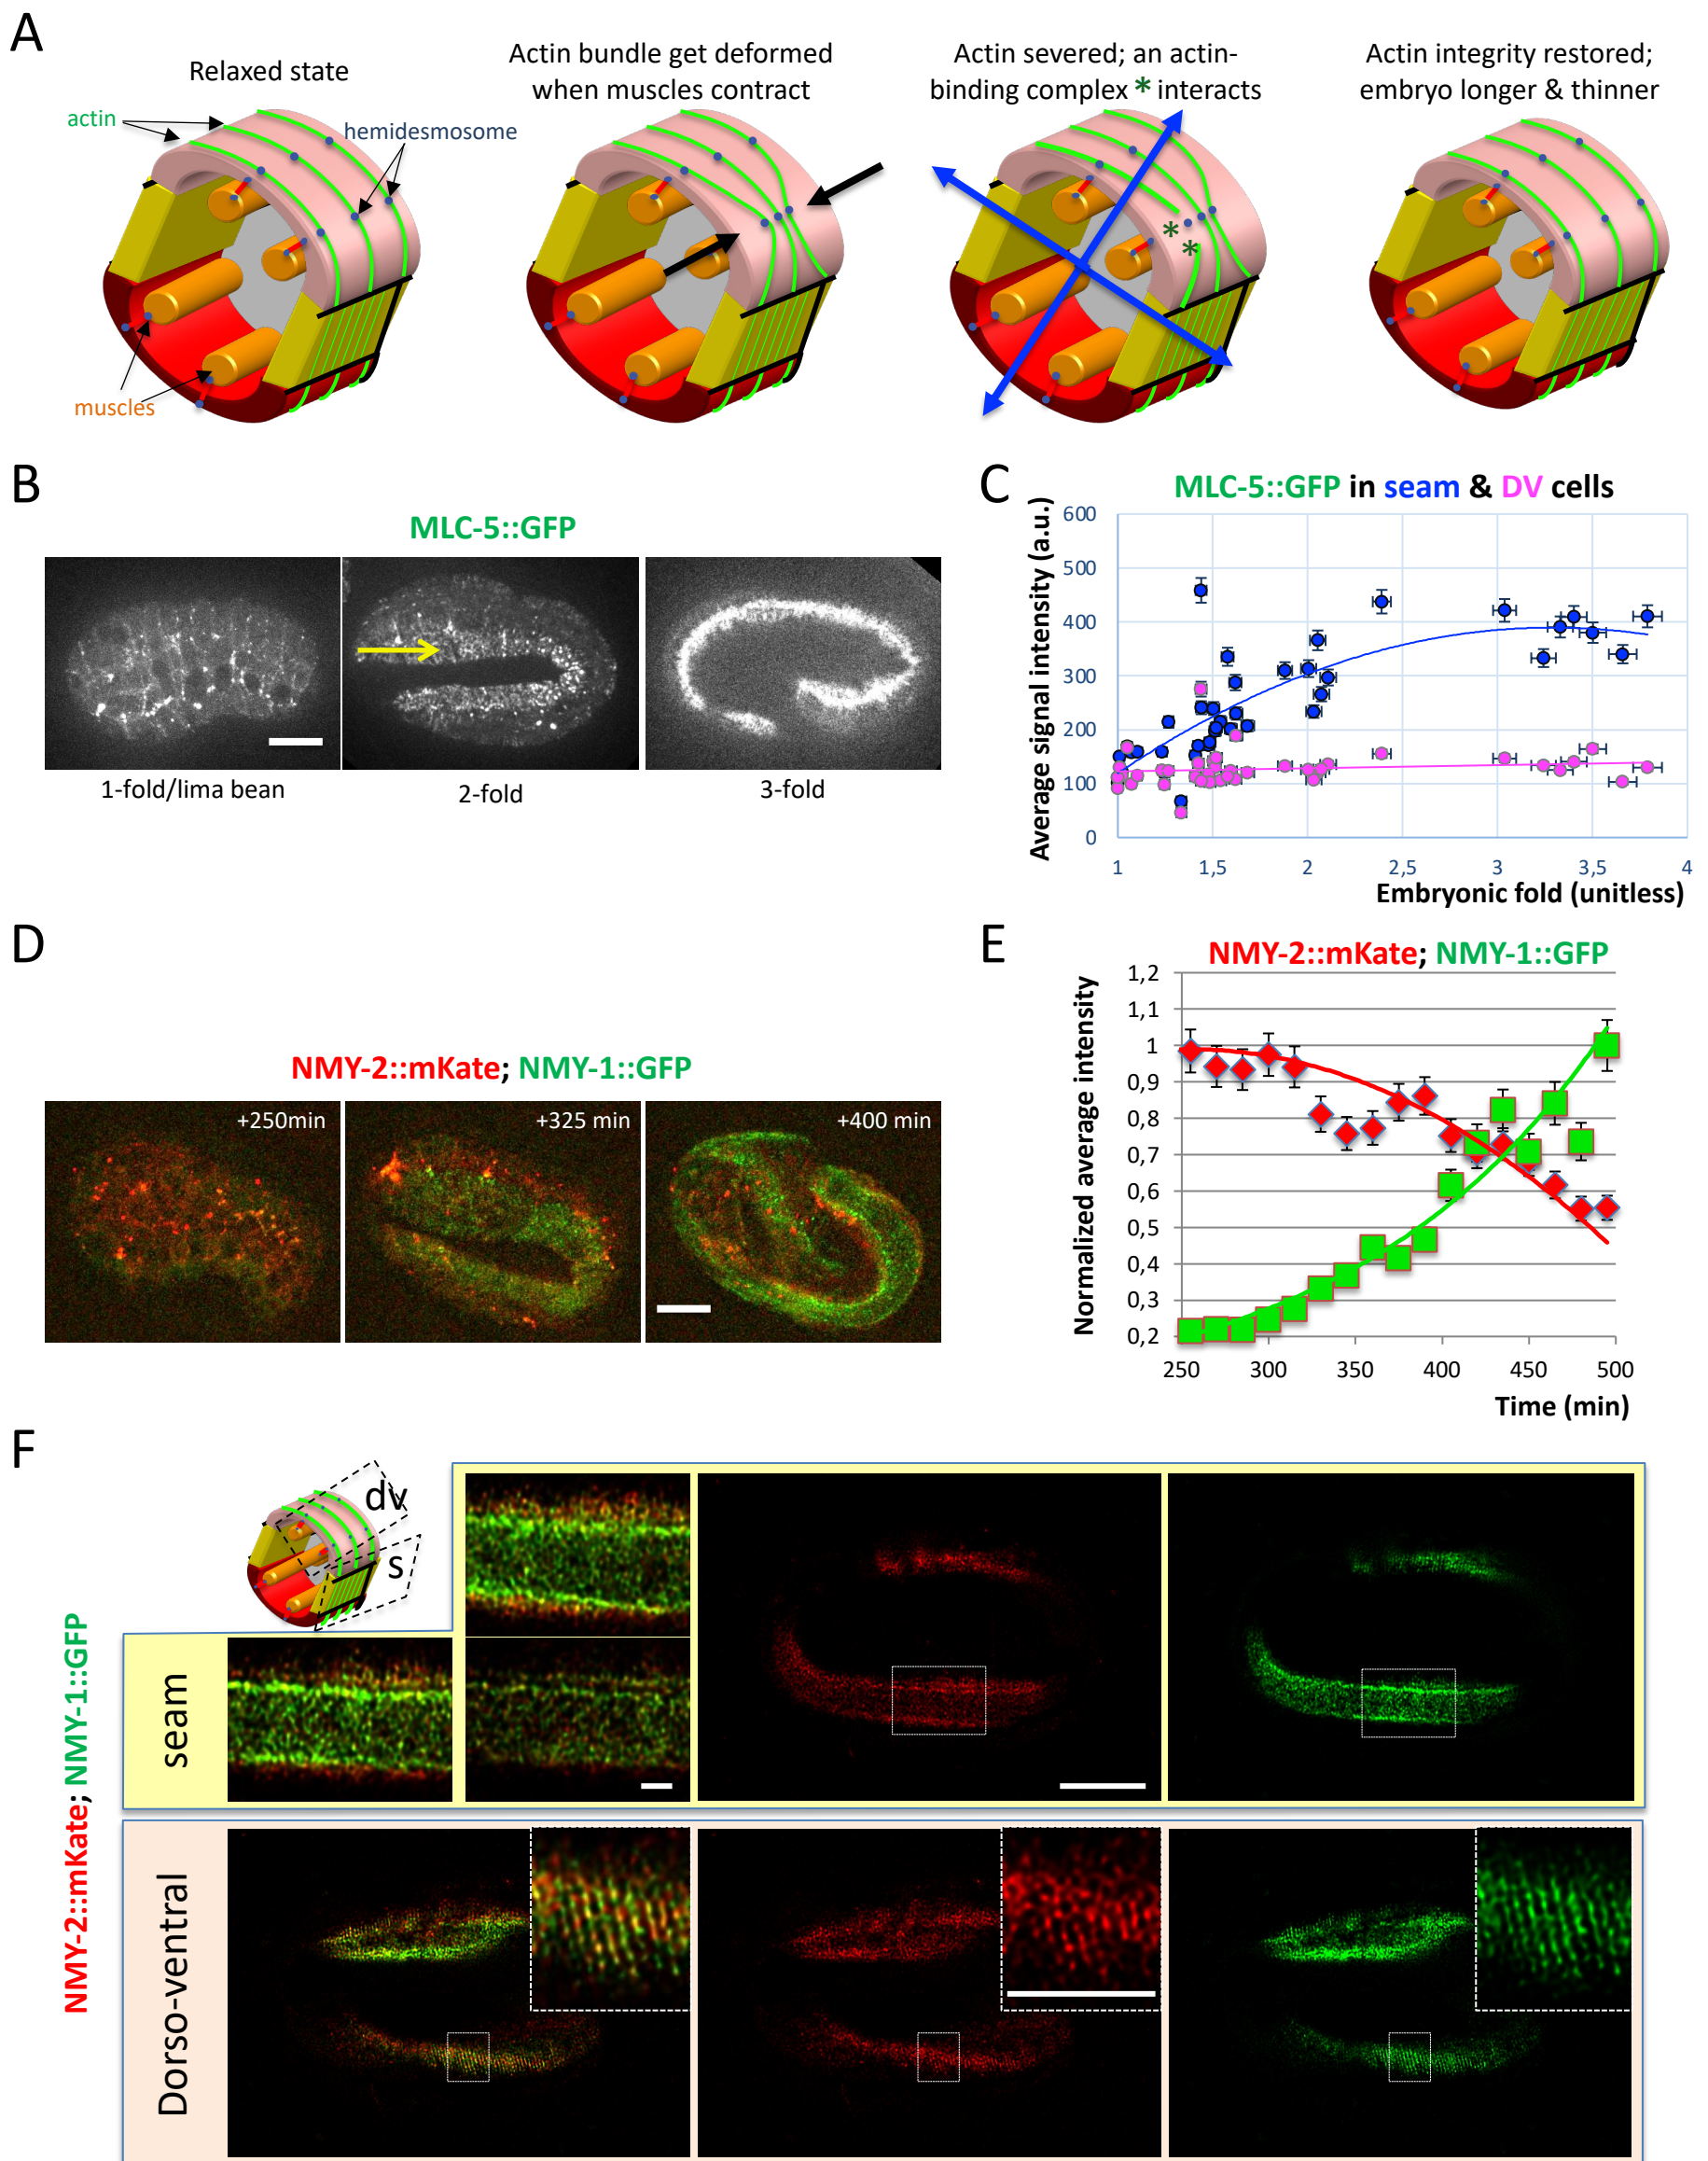 A
Relaxed state
Actin bundle get deformed
when muscles contract
Actin severed; an actin-
binding complex * interacts
Actin integrity restored;
embryo longer & thinner
actin
hemidesmosome
muscles
*
*
B
MLC-5::GFP
1-fold/lima bean
2-fold
3-fold
C
MLC-5::GFP in seam & DV cells
Average signal intensity (a.u.)
600
500
400
300
200
100
0
1
1,5
2
2,5
3
3,5
4
Embryonic fold (unitless)
D
NMY-2::mKate; NMY-1::GFP
+250min
+325 min
+400 min
E
NMY-2::mKate; NMY-1::GFP
Normalized average intensity
1,2
1,1
1
0,9
0,8
0,7
0,6
0,5
0,4
0,3
0,2
250
300
350
400
450
500
Time (min)
F
NMY-2::mKate; NMY-1::GFP
dv
s
seam
Dorso-ventral